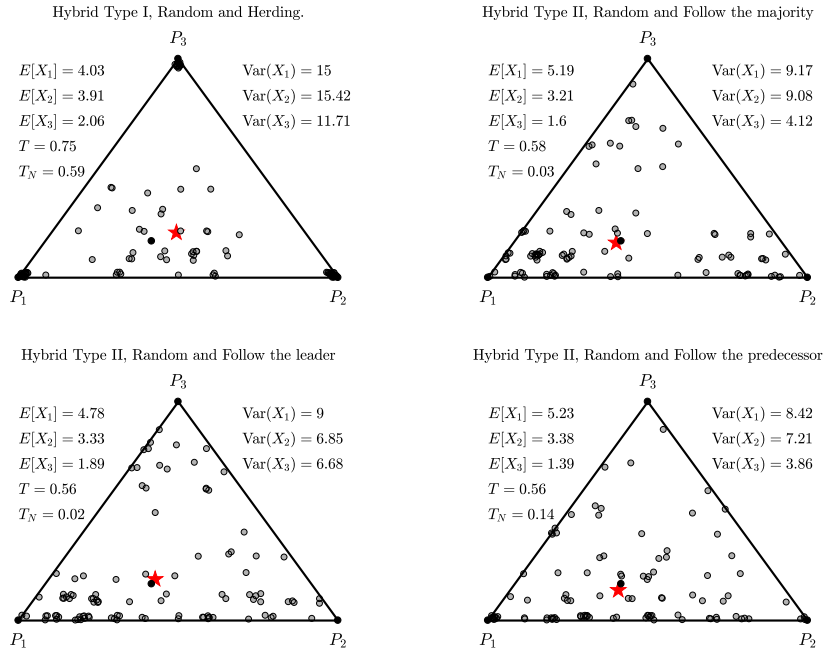 Hybrid Type I, Random and Herding.
P₃
E[X₁] = 4.03
Var(X₁) = 15
E[X₂] = 3.91
Var(X₂) = 15.42
E[X₃] = 2.06
Var(X₃) = 11.71
T = 0.75
T_N = 0.59
P₁
P₂
Hybrid Type II, Random and Follow the majority
P₃
E[X₁] = 5.19
Var(X₁) = 9.17
E[X₂] = 3.21
Var(X₂) = 9.08
E[X₃] = 1.6
Var(X₃) = 4.12
T = 0.58
T_N = 0.03
P₁
P₂
Hybrid Type II, Random and Follow the leader
P₃
E[X₁] = 4.78
Var(X₁) = 9
E[X₂] = 3.33
Var(X₂) = 6.85
E[X₃] = 1.89
Var(X₃) = 6.68
T = 0.56
T_N = 0.02
P₁
P₂
Hybrid Type II, Random and Follow the predecessor
P₃
E[X₁] = 5.23
Var(X₁) = 8.42
E[X₂] = 3.38
Var(X₂) = 7.21
E[X₃] = 1.39
Var(X₃) = 3.86
T = 0.56
T_N = 0.14
P₁
P₂